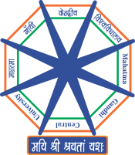 महात्मा
गाँधी
केन्द्रीय
विश्वविद्यालय
Mahatma
Gandhi
Central
University
मयि श्री श्रयतां यशः